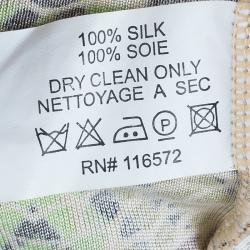 100% SILK
100% SOIE
DRY CLEAN ONLY
NETTOYAGE A SEC
P
RN# 116572